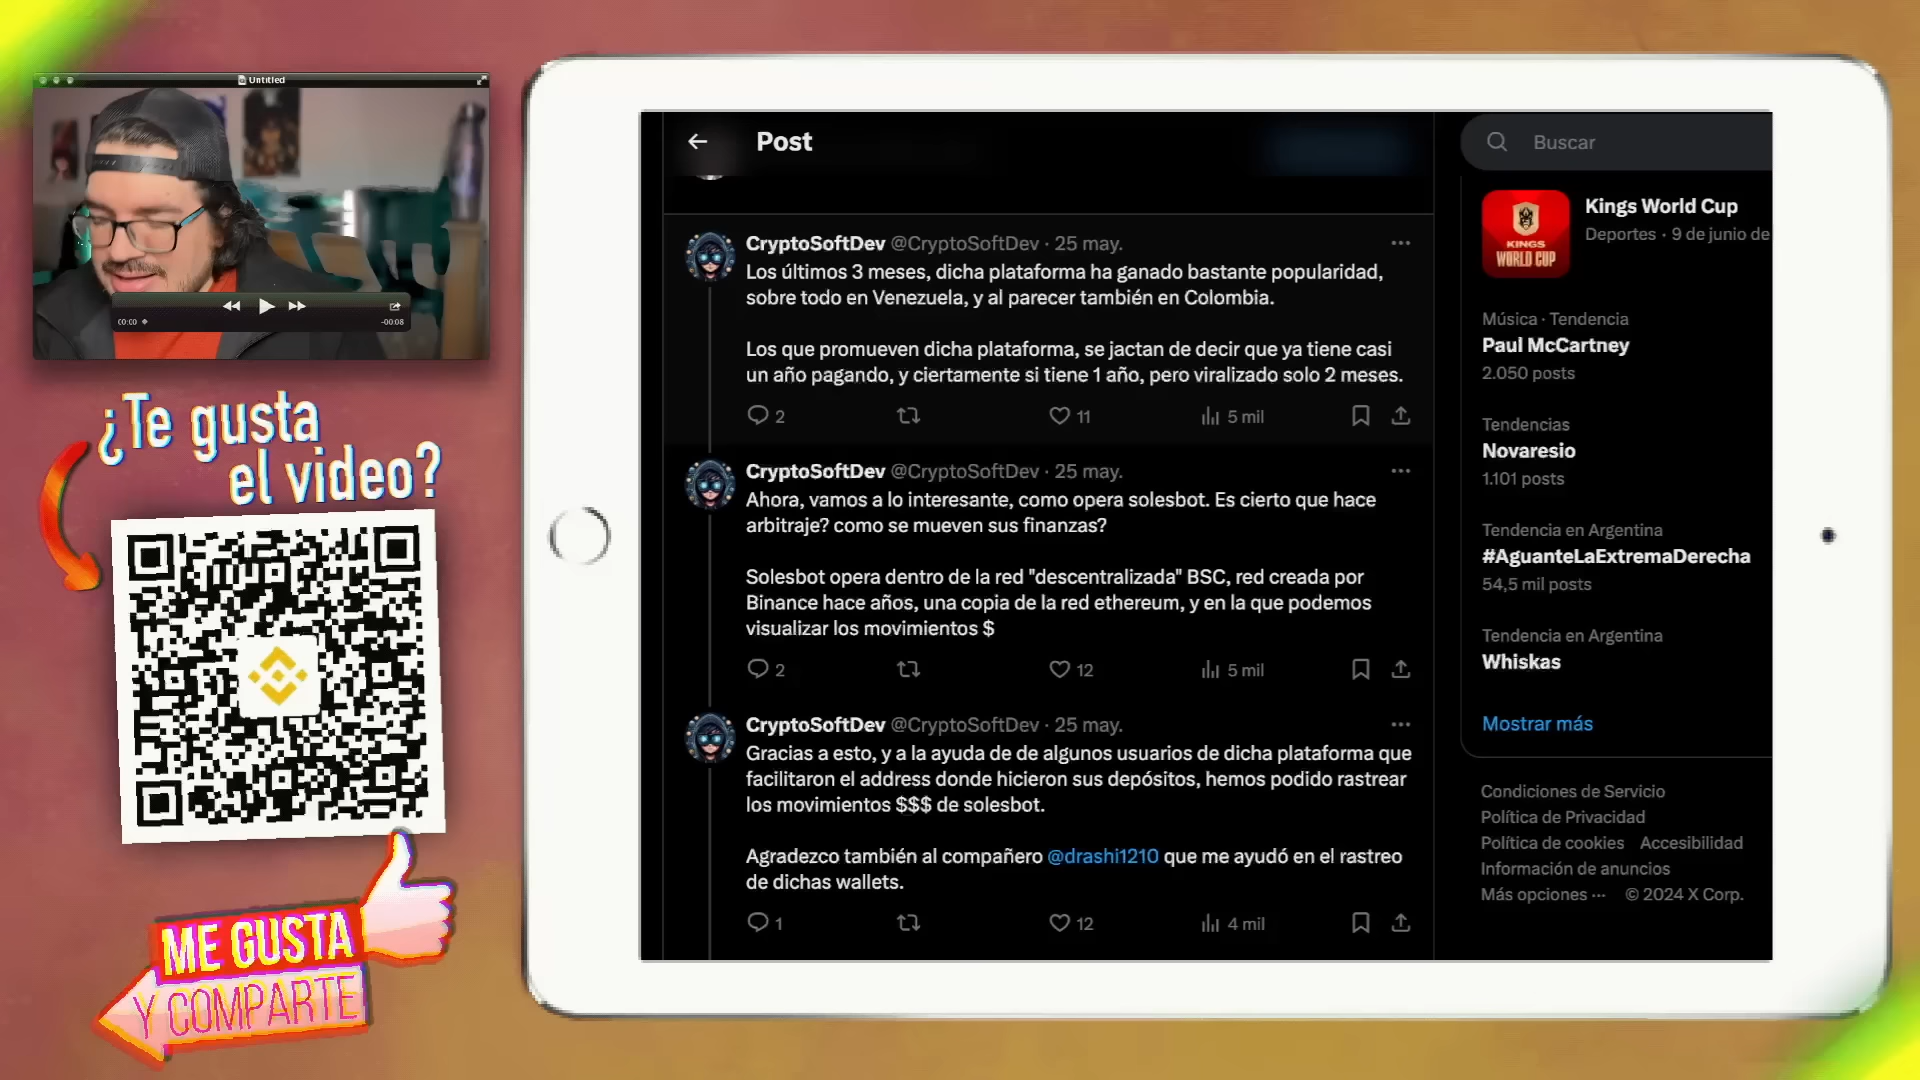 Untitled
00:00
-00:08
¿Te gusta
el video?
ME GUSTA
Y COMPARTE
Post
CryptoSoftDev @CryptoSoftDev · 25 may.
Los últimos 3 meses, dicha plataforma ha ganado bastante popularidad,
sobre todo en Venezuela, y al parecer también en Colombia.
Los que promueven dicha plataforma, se jactan de decir que ya tiene casi
un año pagando, y ciertamente si tiene 1 año, pero viralizado solo 2 meses.
2 11 5 mil
CryptoSoftDev @CryptoSoftDev · 25 may.
Ahora, vamos a lo interesante, como opera solesbot. Es cierto que hace
arbitraje? como se mueven sus finanzas?
Solesbot opera dentro de la red "descentralizada" BSC, red creada por
Binance hace años, una copia de la red ethereum, y en la que podemos
visualizar los movimientos $
2 12 5 mil
CryptoSoftDev @CryptoSoftDev · 25 may.
Gracias a esto, y a la ayuda de de algunos usuarios de dicha plataforma que
facilitaron el address donde hicieron sus depósitos, hemos podido rastrear
los movimientos $$$ de solesbot.
Agradezco también al compañero @drashi1210 que me ayudó en el rastreo
de dichas wallets.
1 12 4 mil
Buscar
KINGS
WORLD CUP
Kings World Cup
Deportes · 9 de junio de
Música · Tendencia
Paul McCartney
2.050 posts
Tendencias
Novaresio
1.101 posts
Tendencia en Argentina
#AguanteLaExtremaDerecha
54,5 mil posts
Tendencia en Argentina
Whiskas
Mostrar más
Condiciones de Servicio
Política de Privacidad
Política de cookies Accesibilidad
Información de anuncios
Más opciones ··· © 2024 X Corp.